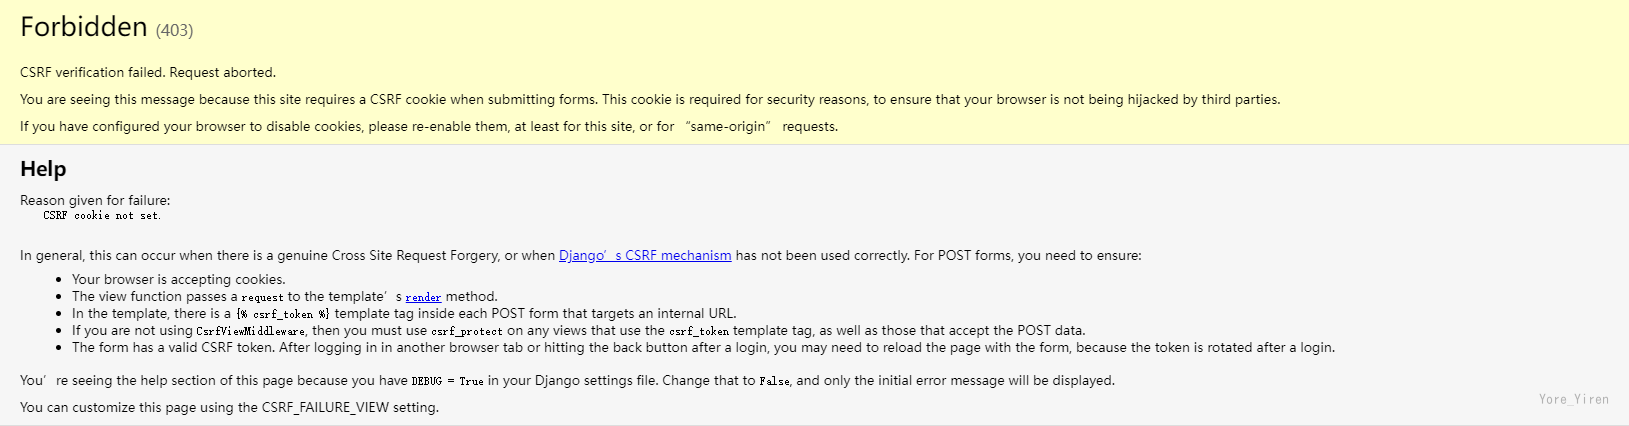 Forbidden (403)
CSRF verification failed. Request aborted.
You are seeing this message because this site requires a CSRF cookie when submitting forms. This cookie is required for security reasons, to ensure that your browser is not being hijacked by third parties.
If you have configured your browser to disable cookies, please re-enable them, at least for this site, or for “same-origin” requests.
Help
Reason given for failure:
CSRF cookie not set.
In general, this can occur when there is a genuine Cross Site Request Forgery, or when Django’s CSRF mechanism has not been used correctly. For POST forms, you need to ensure:
• Your browser is accepting cookies.
• The view function passes a request to the template’s render method.
• In the template, there is a {% csrf_token %} template tag inside each POST form that targets an internal URL.
• If you are not using CsrfViewMiddleware, then you must use csrf_protect on any views that use the csrf_token template tag, as well as those that accept the POST data.
• The form has a valid CSRF token. After logging in in another browser tab or hitting the back button after a login, you may need to reload the page with the form, because the token is rotated after a login.
You’re seeing the help section of this page because you have DEBUG = True in your Django settings file. Change that to False, and only the initial error message will be displayed.
You can customize this page using the CSRF_FAILURE_VIEW setting.
Yore_Yiren